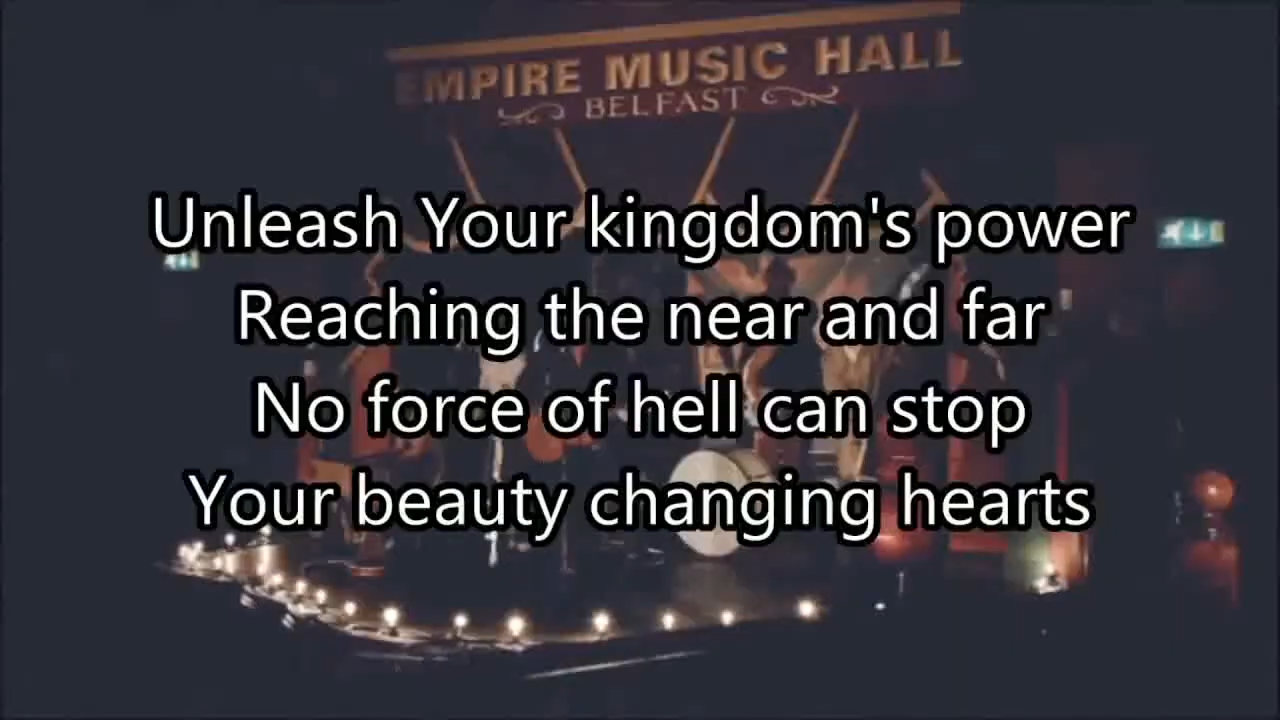 EMPIRE MUSIC HALL
BELFAST
Unleash Your kingdom's power
Reaching the near and far
No force of hell can stop
Your beauty changing hearts